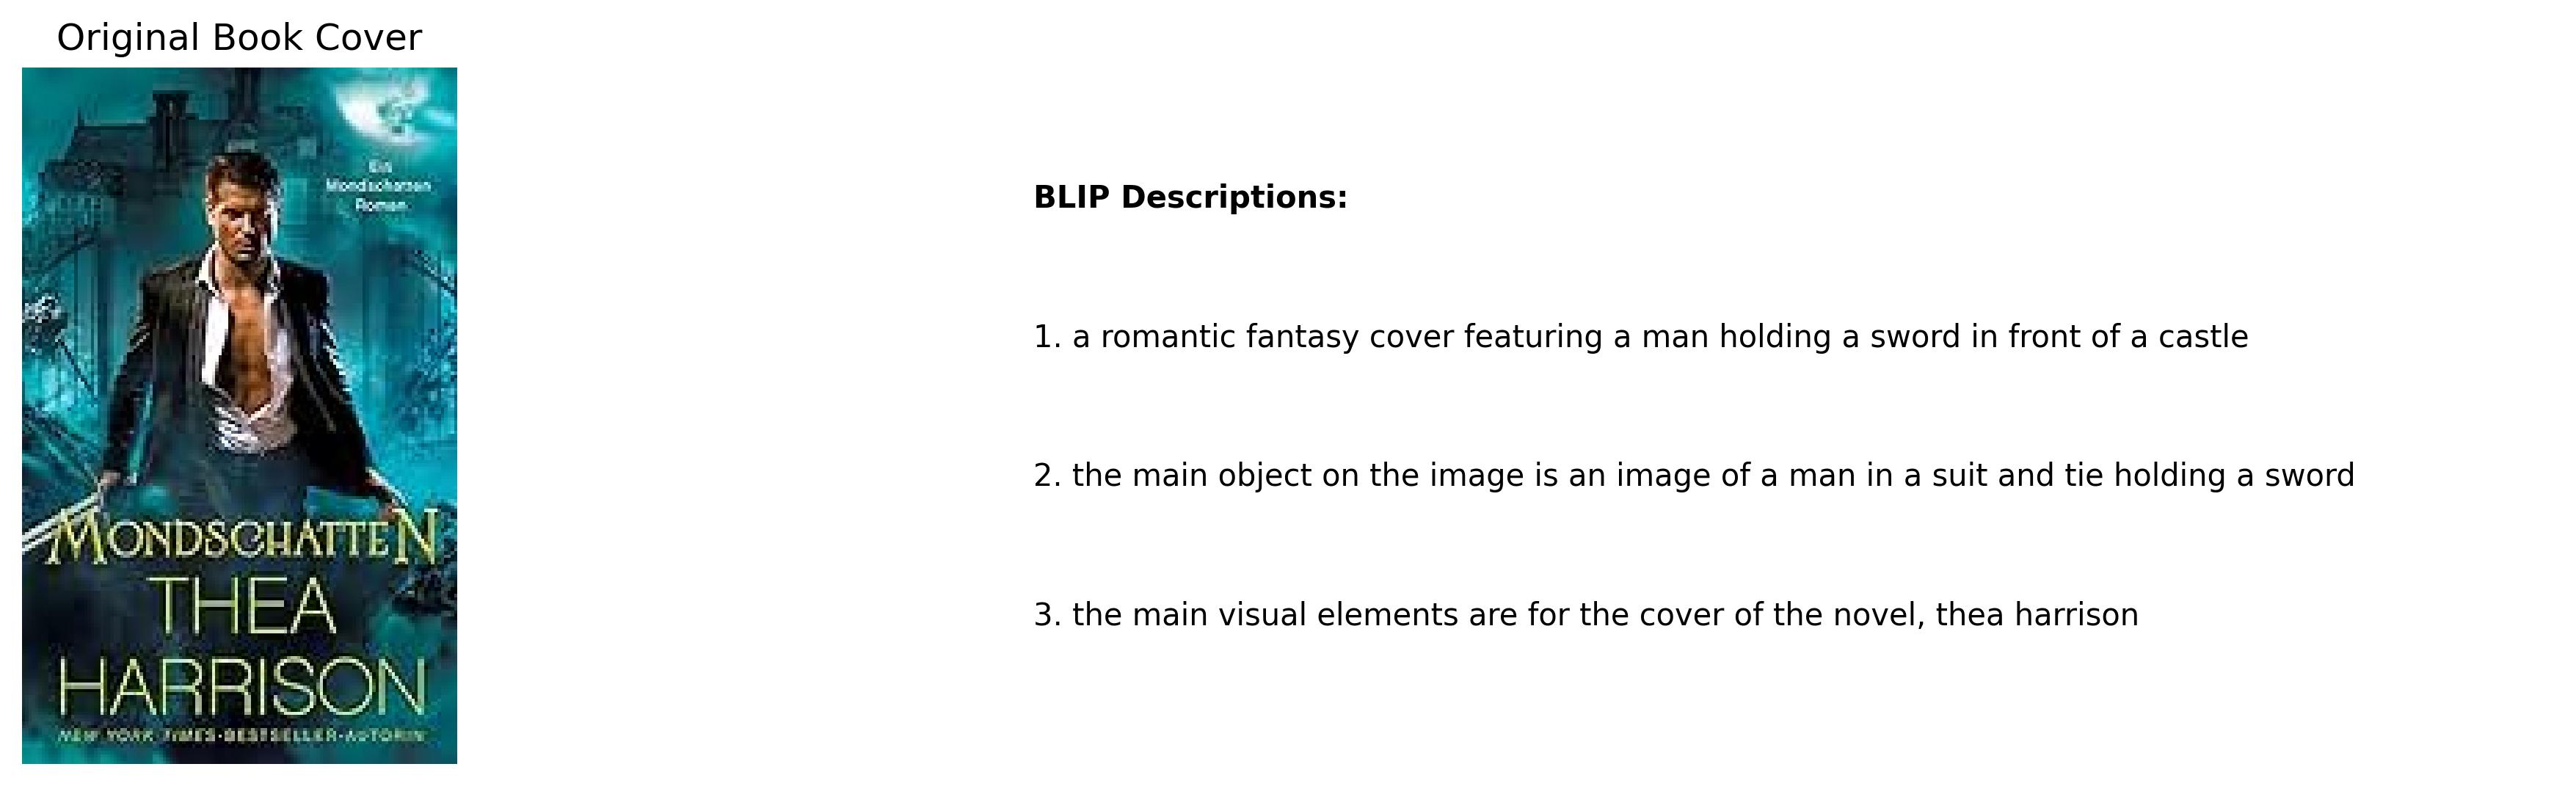 Original Book Cover
Ein
Mondschatten
Roman
MONDSCHATTEN
THEA
HARRISON
NEW YORK TIMES-BESTSELLER-AUTORIN
BLIP Descriptions:
1. a romantic fantasy cover featuring a man holding a sword in front of a castle
2. the main object on the image is an image of a man in a suit and tie holding a sword
3. the main visual elements are for the cover of the novel, thea harrison